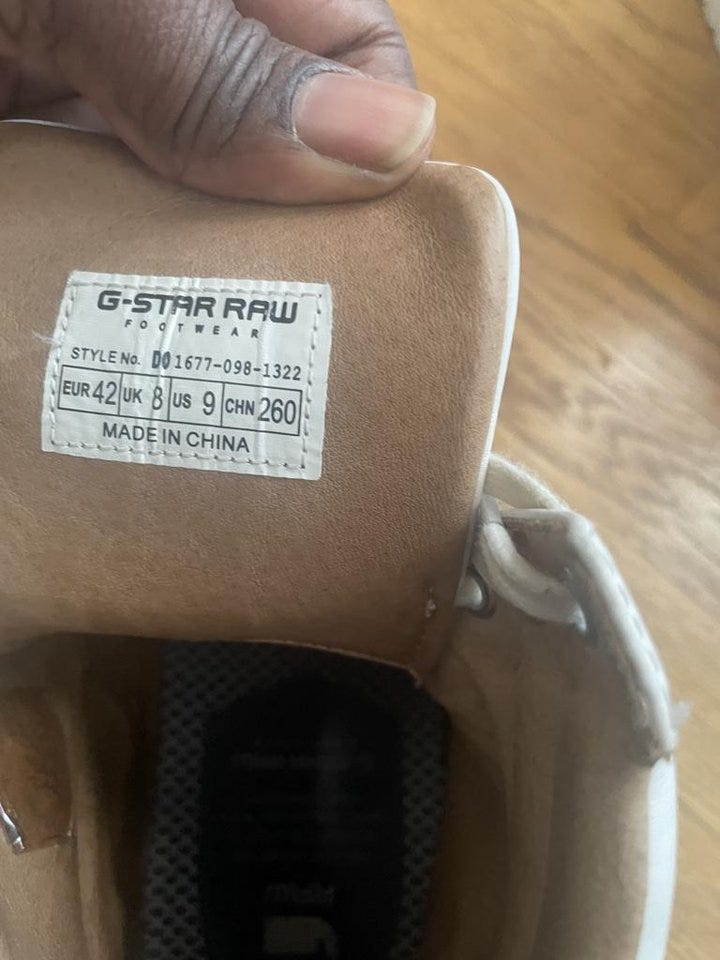 G-STAR RAW
FOOTWEAR
STYLE No. D01677-098-1322
EUR 42 UK 8 US 9 CHN 260
MADE IN CHINA